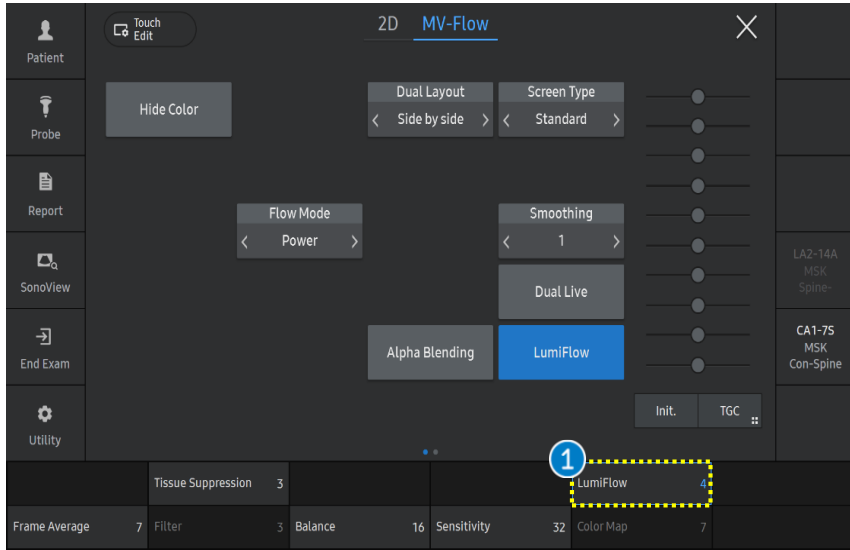 Touch
Edit
2D MV-Flow
Patient
Hide Color
Dual Layout
Side by side
Screen Type
Standard
Probe
Report
Flow Mode
Power
Smoothing
1
SonoView
Dual Live
LA2-14A
MSK
Spine-
End Exam
Alpha Blending
LumiFlow
CA1-7S
MSK
Con-Spine
Utility
Init.
TGC
1
Tissue Suppression 3
LumiFlow 4
Frame Average 7
Filter 3
Balance 16
Sensitivity 32
Color Map 7